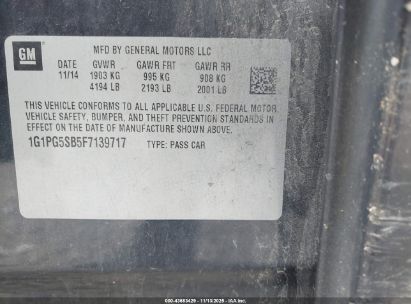 GM
MFD BY GENERAL MOTORS LLC
DATE GVWR GAWR FRT GAWR RR
11/14 1903 KG 995 KG 908 KG
4194 LB 2193 LB 2001 LB
THIS VEHICLE CONFORMS TO ALL APPLICABLE U.S. FEDERAL MOTOR
VEHICLE SAFETY, BUMPER, AND THEFT PREVENTION STANDARDS
IN EFFECT ON THE DATE OF MANUFACTURE SHOWN ABOVE.
1G1PG5SB5F7139717 TYPE: PASS CAR